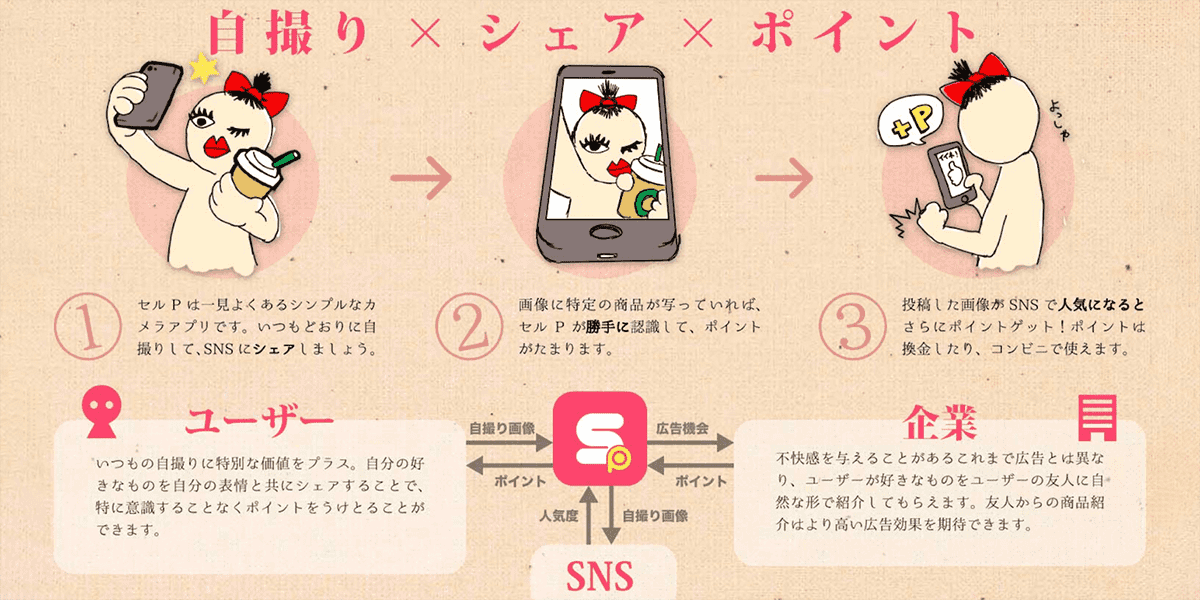 自撮り×シェア×ポイント
+P
イイネ!
よっしゃ
1
セルPは一見よくあるシンプルなカ
メラアプリです。いつもどおりに自
撮りして、SNSにシェアしましょう。
2
画像に特定の商品が写っていれば、
セルPが勝手に認識して、ポイント
がたまります。
3
投稿した画像がSNSで人気になると
さらにポイントゲット!ポイントは
換金したり、コンビニで使えます。
ユーザー
いつもの自撮りに特別な価値をプラス。自分の好
きなものを自分の表情と共にシェアすることで、
特に意識することなくポイントをうけとることが
できます。
自撮り画像
ポイント
S
P
広告機会
ポイント
人気度
自撮り画像
SNS
企業
不快感を与えることがあるこれまで広告とは異な
り、ユーザーが好きなものをユーザーの友人に自
然な形で紹介してもらえます。友人からの商品紹
介はより高い広告効果を期待できます。